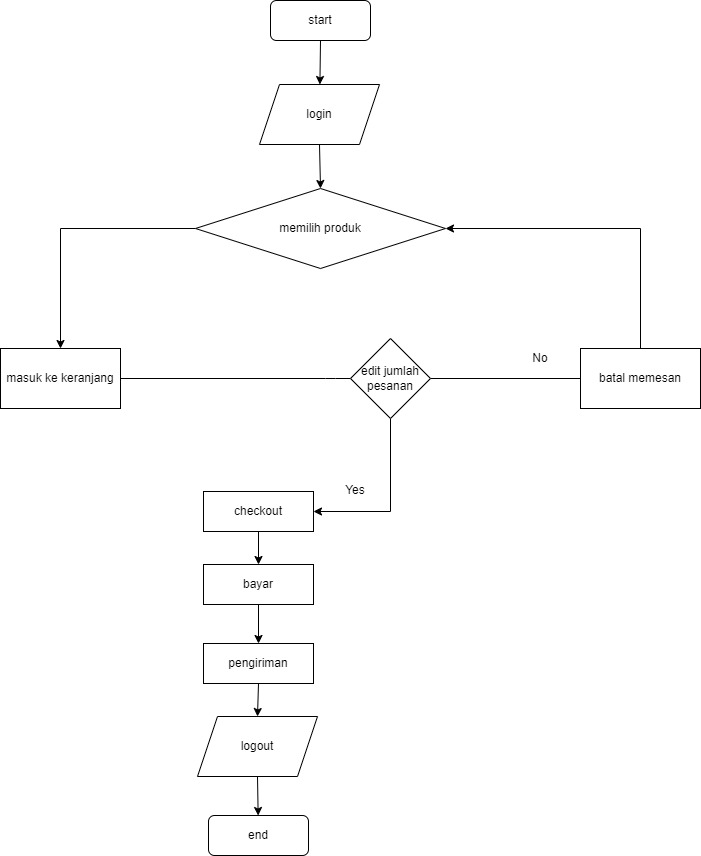 start
login
memilih produk
masuk ke keranjang
edit jumlah
pesanan
No
batal memesan
Yes
checkout
bayar
pengiriman
logout
end